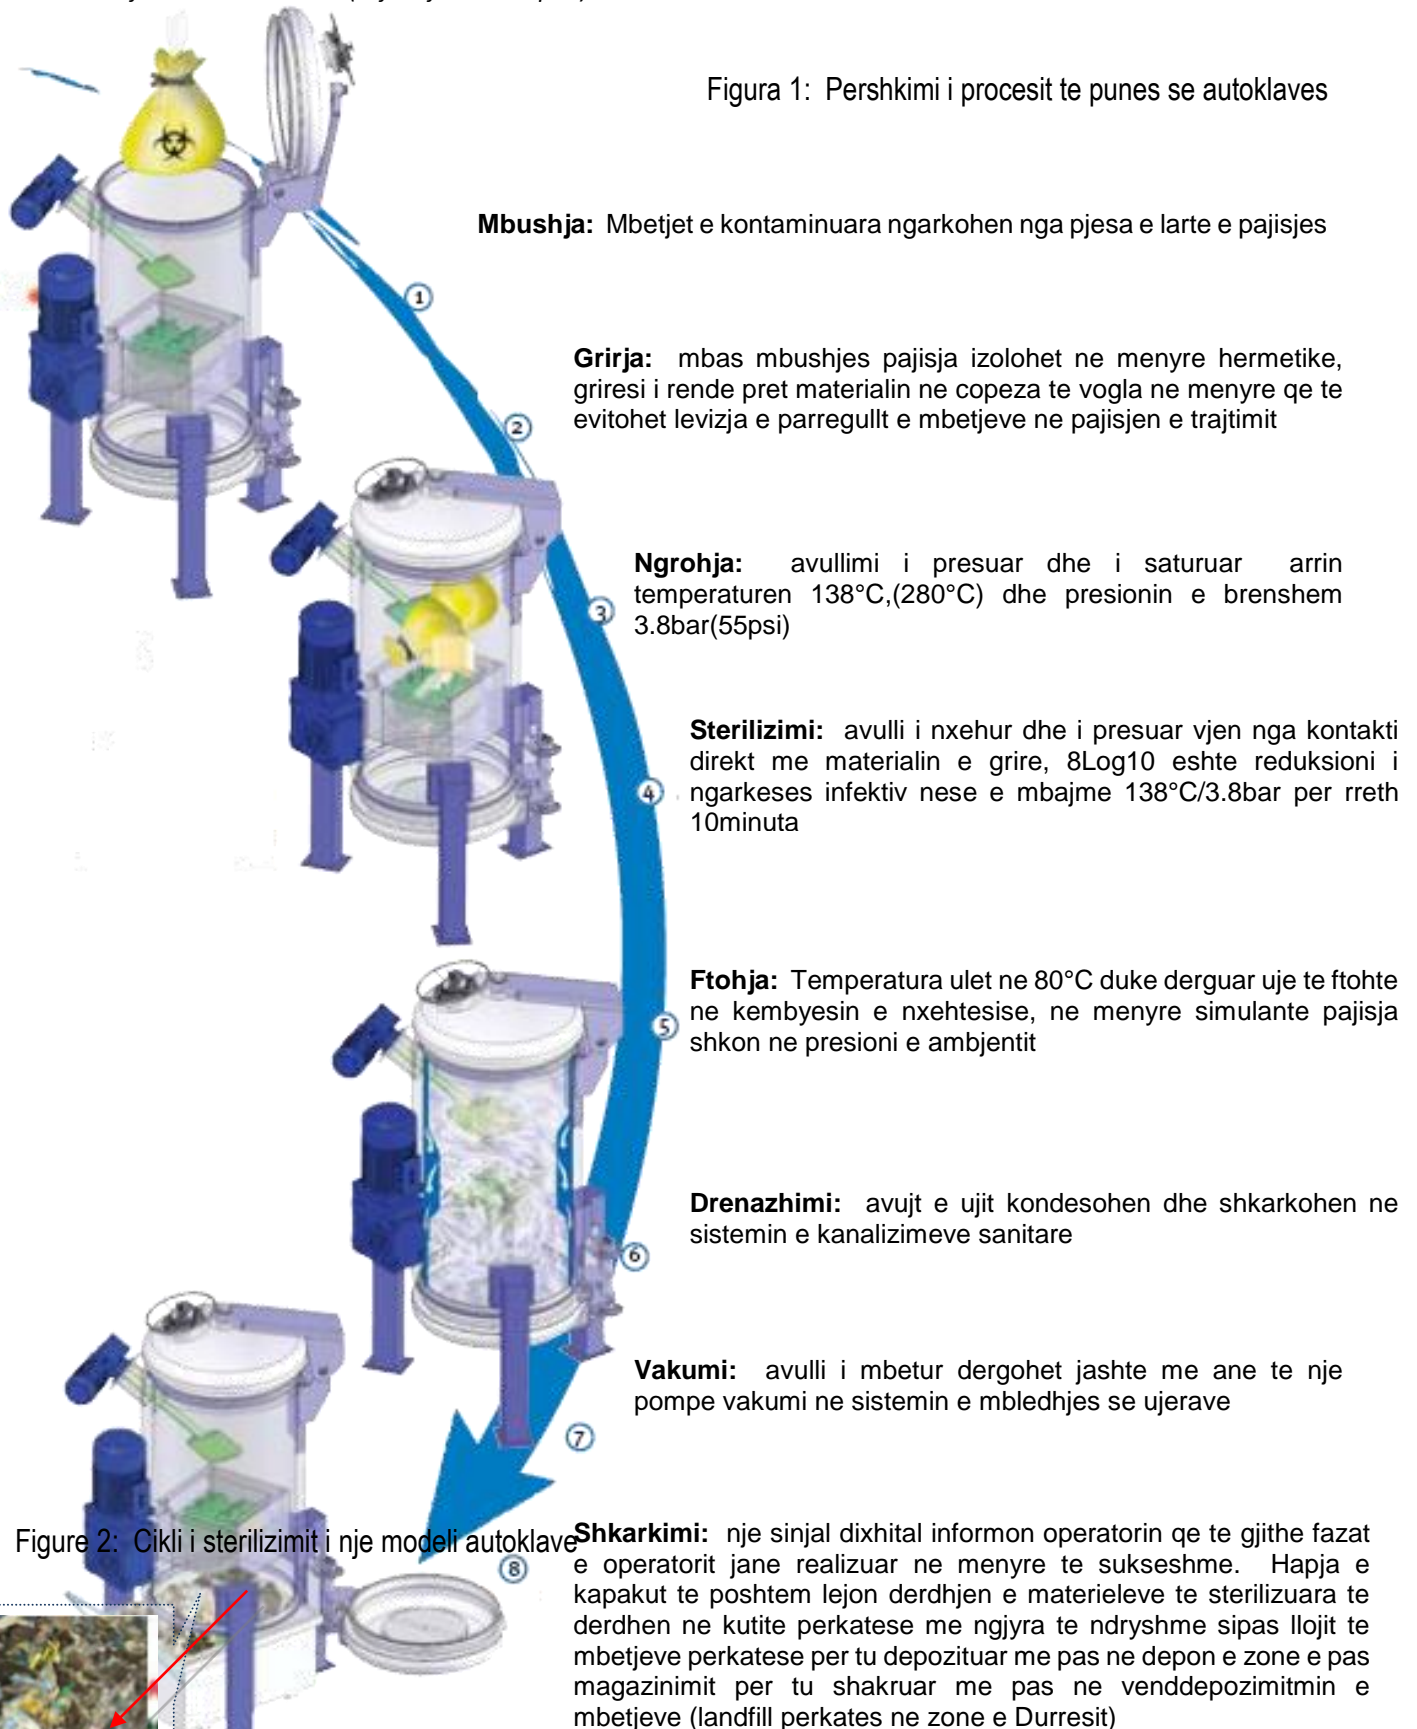 Figura 1: Pershkimi i procesit te punes se autoklaves
Mbushja: Mbetjet e kontaminuara ngarkohen nga pjesa e larte e pajisjes
1
Grirja: mbas mbushjes pajisja izolohet ne menyre hermetike,
griresi i rende pret materialin ne copeza te vogla ne menyre qe te
evitohet levizja e parregullt e mbetjeve ne pajisjen e trajtimit
2
Ngrohja: avullimi i presuar dhe i saturuar arrin
temperaturen 138°C,(280°C) dhe presionin e brenshem
3.8bar(55psi)
3
Sterilizimi: avulli i nxehur dhe i presuar vjen nga kontakti
direkt me materialin e grire, 8Log10 eshte reduksioni i
ngarkeses infektiv nese e mbajme 138°C/3.8bar per rreth
10minuta
4
Ftohja: Temperatura ulet ne 80°C duke derguar uje te ftohte
ne kembyesin e nxehtesise, ne menyre simulante pajisja
shkon ne presioni e ambjentit
5
Drenazhimi: avujt e ujit kondesohen dhe shkarkohen ne
sistemin e kanalizimeve sanitare
6
Vakumi: avulli i mbetur dergohet jashte me ane te nje
pompe vakumi ne sistemin e mbledhjes se ujerave
7
Figure 2: Cikli i sterilizimit i nje modeli autoklave
Shkarkimi: nje sinjal dixhital informon operatorin qe te gjithe fazat
e operatorit jane realizuar ne menyre te sukseshme. Hapja e
kapakut te poshtem lejon derdhjen e materieleve te sterilizuara te
derdhen ne kutite perkatese me ngjyra te ndryshme sipas llojit te
mbetjeve perkatese per tu depozituar me pas ne depon e zone e pas
magazinimit per tu shakruar me pas ne venddepozimitmin e
mbetjeve (landfill perkates ne zone e Durresit)
8